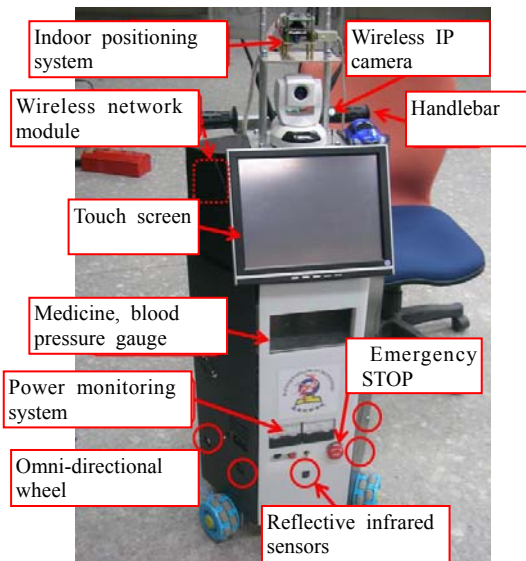 Indoor positioning
system
Wireless IP
camera
Wireless network
module
Handlebar
Touch screen
Medicine, blood
pressure gauge
Emergency
STOP
Power monitoring
system
Omni-directional
wheel
Reflective infrared
sensors